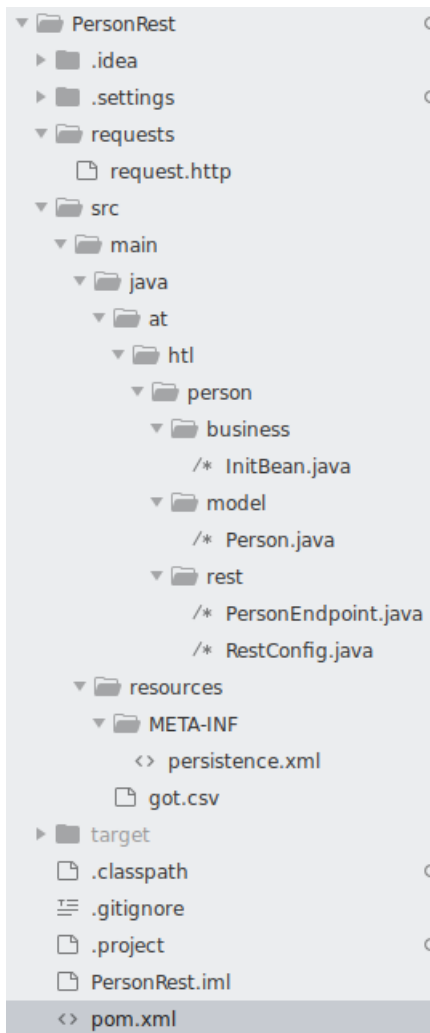 PersonRest
.idea
.settings
requests
request.http
src
main
java
at
htl
person
business
/* InitBean.java
model
/* Person.java
rest
/* PersonEndpoint.java
/* RestConfig.java
resources
META-INF
<> persistence.xml
got.csv
target
.classpath
.gitignore
.project
PersonRest.iml
<> pom.xml